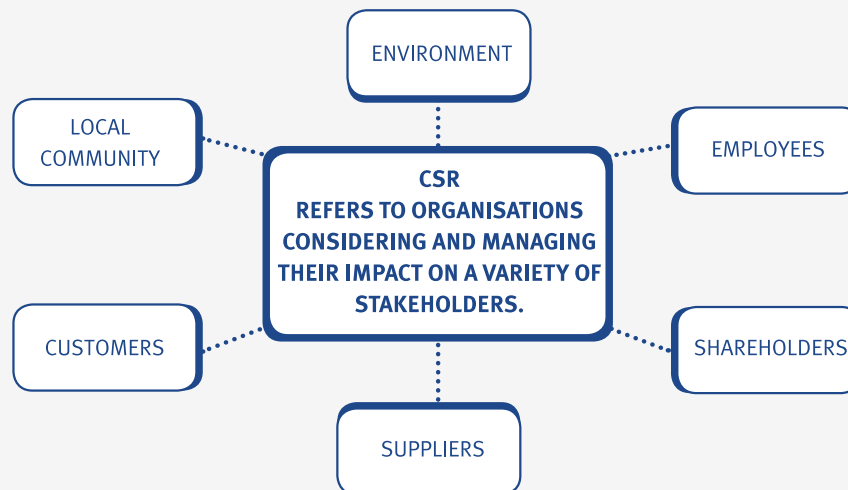 ENVIRONMENT
LOCAL
COMMUNITY
EMPLOYEES
CSR
REFERS TO ORGANISATIONS
CONSIDERING AND MANAGING
THEIR IMPACT ON A VARIETY OF
STAKEHOLDERS.
CUSTOMERS
SHAREHOLDERS
SUPPLIERS